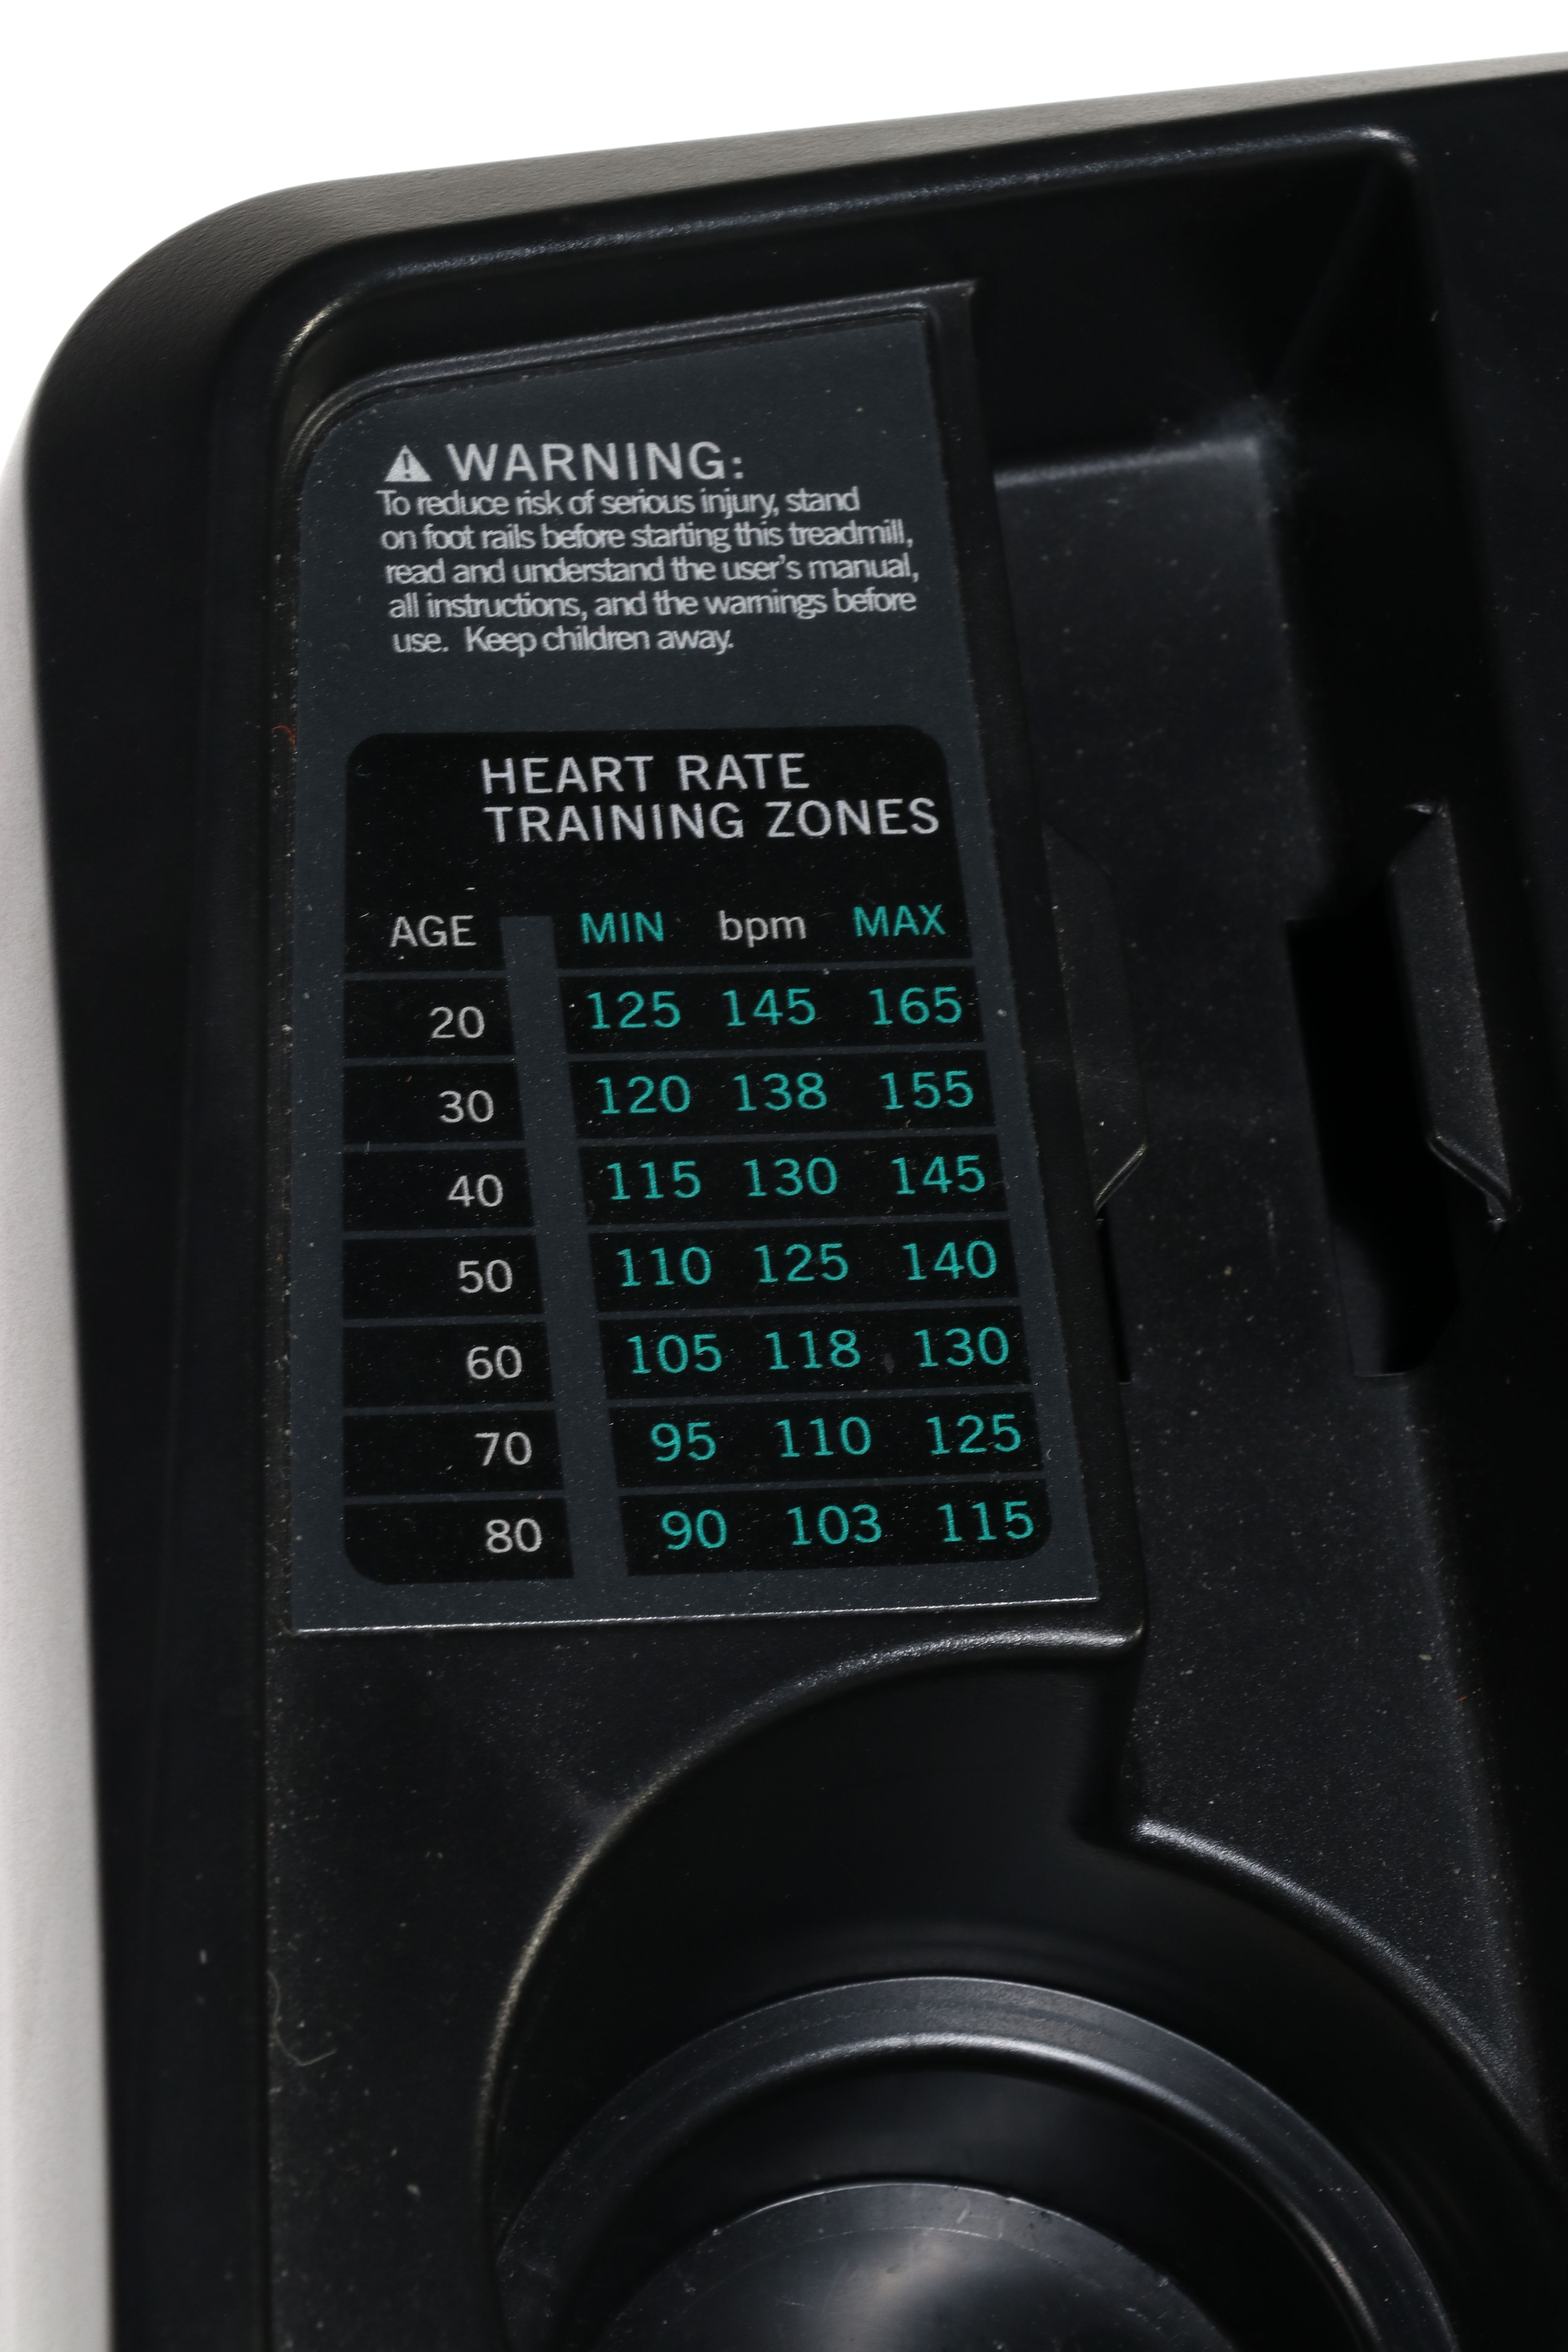 ⚠ WARNING:
To reduce risk of serious injury, stand
on foot rails before starting this treadmill,
read and understand the user's manual,
all instructions, and the warnings before
use. Keep children away.
HEART RATE
TRAINING ZONES
AGE MIN bpm MAX
20 125 145 165
30 120 138 155
40 115 130 145
50 110 125 140
60 105 118 130
70 95 110 125
80 90 103 115